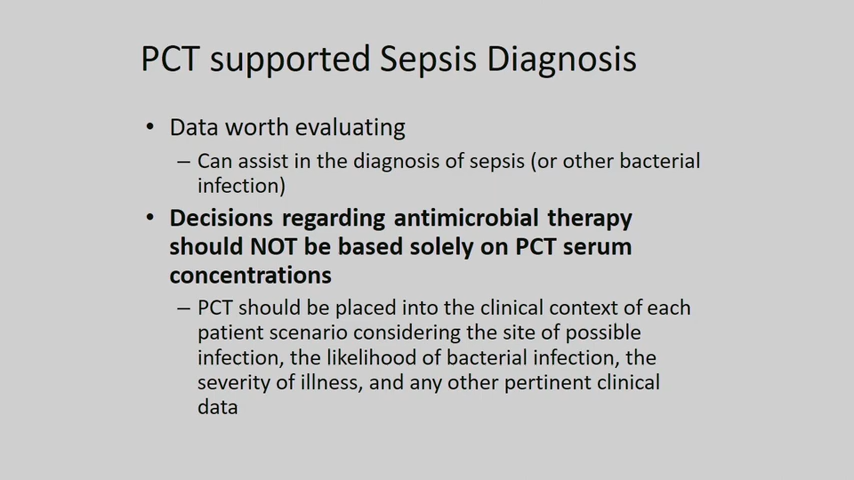 PCT supported Sepsis Diagnosis
• Data worth evaluating
– Can assist in the diagnosis of sepsis (or other bacterial
infection)
• Decisions regarding antimicrobial therapy
should NOT be based solely on PCT serum
concentrations
– PCT should be placed into the clinical context of each
patient scenario considering the site of possible
infection, the likelihood of bacterial infection, the
severity of illness, and any other pertinent clinical
data